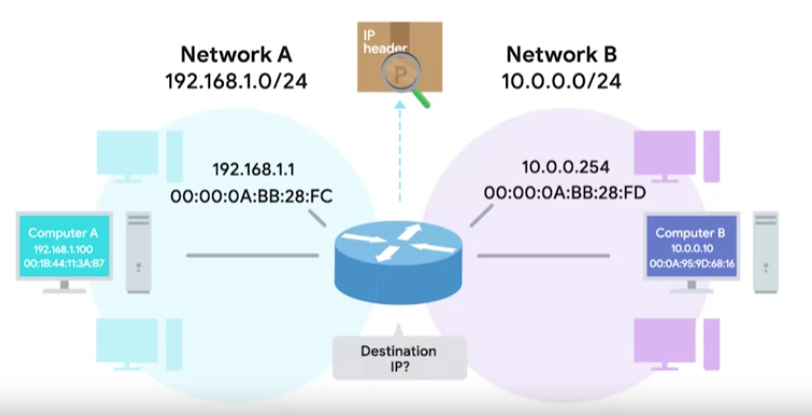 IP
header
P
Network A
192.168.1.0/24
Network B
10.0.0.0/24
192.168.1.1
00:00:0A:BB:28:FC
10.0.0.254
00:00:0A:BB:28:FD
Computer A
192.168.1.100
00:1B:44:11:3A:B7
Computer B
10.0.0.10
00:0A:95:9D:68:16
Destination
IP?